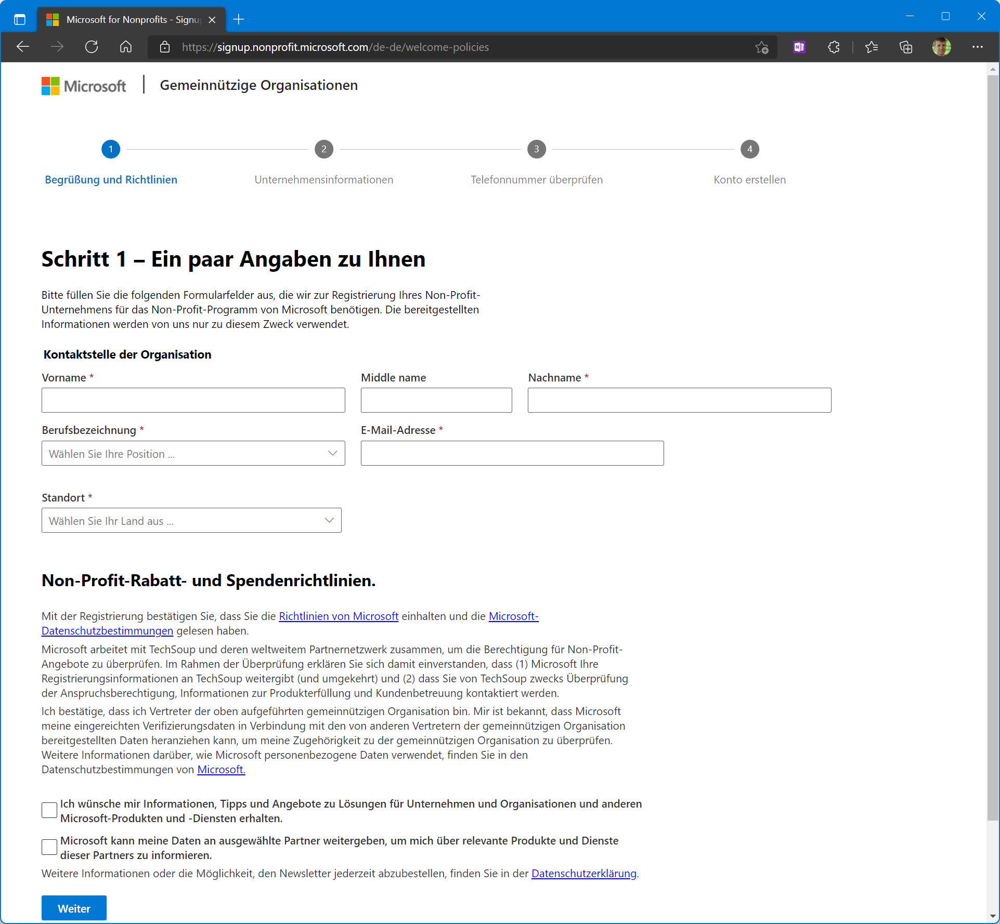 Microsoft for Nonprofits - Signu
https://signup.nonprofit.microsoft.com/de-de/welcome-policies
Microsoft | Gemeinnützige Organisationen
1
2
3
4
Begrüßung und Richtlinien
Unternehmensinformationen
Telefonnummer überprüfen
Konto erstellen
Schritt 1 – Ein paar Angaben zu Ihnen
Bitte füllen Sie die folgenden Formularfelder aus, die wir zur Registrierung Ihres Non-Profit-
Unternehmens für das Non-Profit-Programm von Microsoft benötigen. Die bereitgestellten
Informationen werden von uns nur zu diesem Zweck verwendet.
Kontaktstelle der Organisation
Vorname *
Middle name
Nachname *
Berufsbezeichnung *
E-Mail-Adresse *
Wählen Sie Ihre Position ...
Standort *
Wählen Sie Ihr Land aus ...
Non-Profit-Rabatt- und Spendenrichtlinien.
Mit der Registrierung bestätigen Sie, dass Sie die Richtlinien von Microsoft einhalten und die Microsoft-
Datenschutzbestimmungen gelesen haben.
Microsoft arbeitet mit TechSoup und deren weltweitem Partnernetzwerk zusammen, um die Berechtigung für Non-Profit-
Angebote zu überprüfen. Im Rahmen der Überprüfung erklären Sie sich damit einverstanden, dass (1) Microsoft Ihre
Registrierungsinformationen an TechSoup weitergibt (und umgekehrt) und (2) dass Sie von TechSoup zwecks Überprüfung
der Anspruchsberechtigung, Informationen zur Produkterfüllung und Kundenbetreuung kontaktiert werden.
Ich bestätige, dass ich Vertreter der oben aufgeführten gemeinnützigen Organisation bin. Mir ist bekannt, dass Microsoft
meine eingereichten Verifizierungsdaten in Verbindung mit den von anderen Vertretern der gemeinnützigen Organisation
bereitgestellten Daten heranziehen kann, um meine Zugehörigkeit zu der gemeinnützigen Organisation zu überprüfen.
Weitere Informationen darüber, wie Microsoft personenbezogene Daten verwendet, finden Sie in den
Datenschutzbestimmungen von Microsoft.
Ich wünsche mir Informationen, Tipps und Angebote zu Lösungen für Unternehmen und Organisationen und anderen
Microsoft-Produkten und -Diensten erhalten.
Microsoft kann meine Daten an ausgewählte Partner weitergeben, um mich über relevante Produkte und Dienste
dieser Partners zu informieren.
Weitere Informationen oder die Möglichkeit, den Newsletter jederzeit abzubestellen, finden Sie in der Datenschutzerklärung.
Weiter